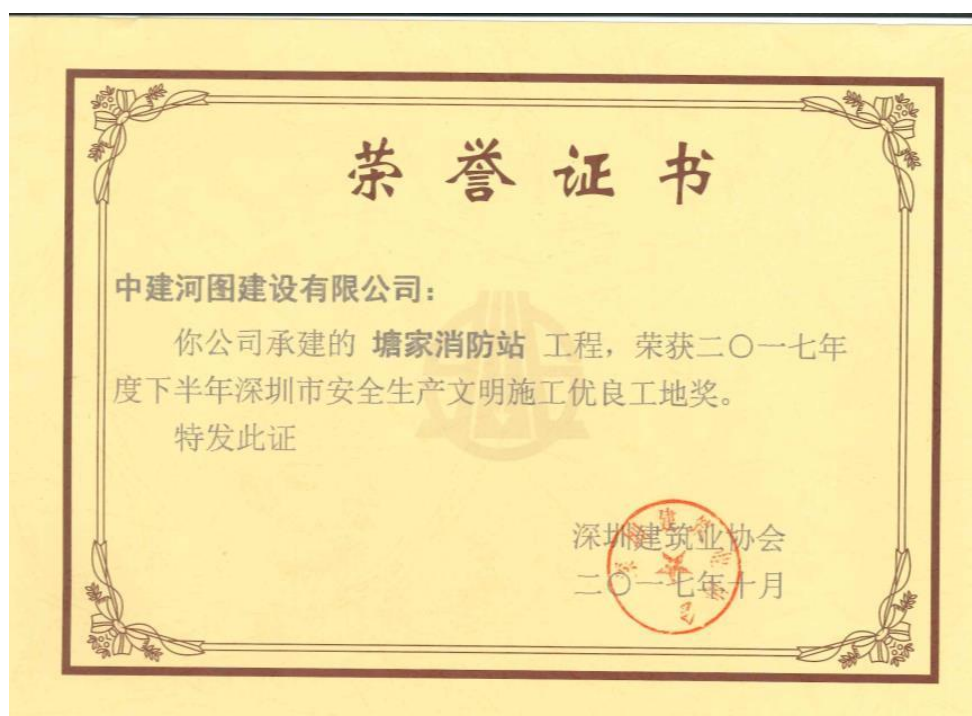 荣誉证书
中建河图建设有限公司：
你公司承建的 塘家消防站 工程，荣获二〇一七年
度下半年深圳市安全生产文明施工优良工地奖。
特发此证
深圳建筑业协会
二〇一七年十月